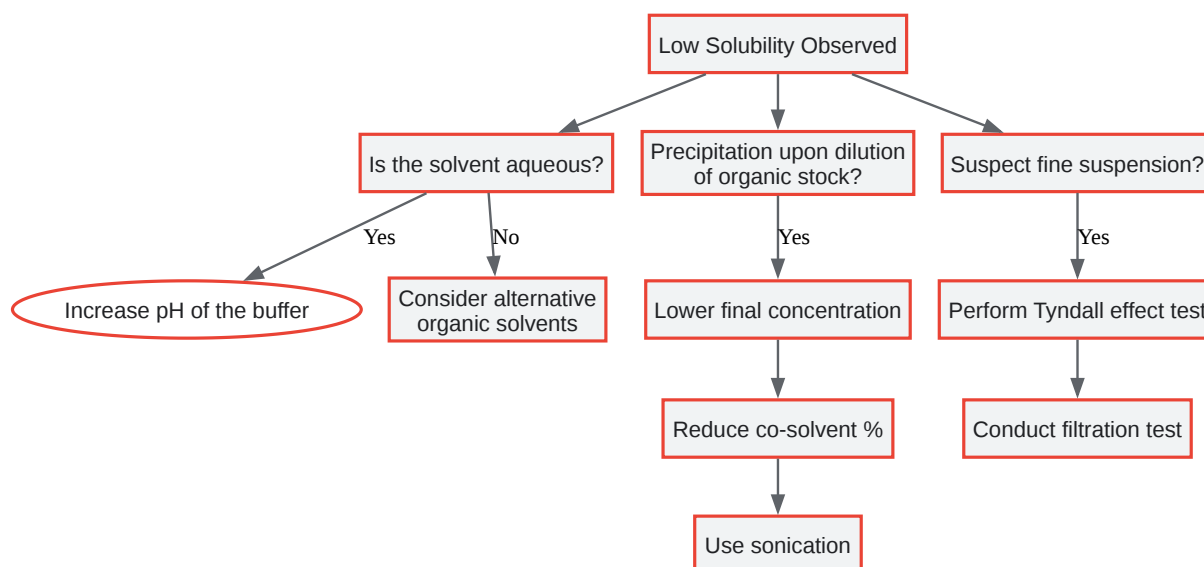 Low Solubility Observed
Is the solvent aqueous?
Precipitation upon dilution
of organic stock?
Suspect fine suspension?
Yes
No
Yes
Yes
Increase pH of the buffer
Consider alternative
organic solvents
Lower final concentration
Perform Tyndall effect test
Reduce co-solvent %
Conduct filtration test
Use sonication